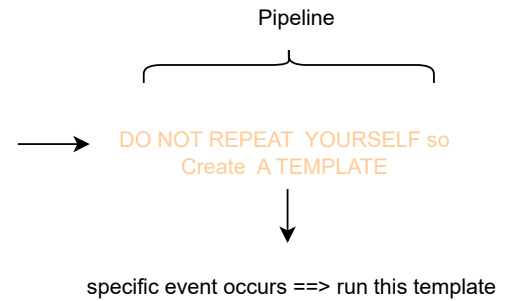 Pipeline
DO NOT REPEAT  YOURSELF so
Create  A TEMPLATE
specific event occurs ==> run this template